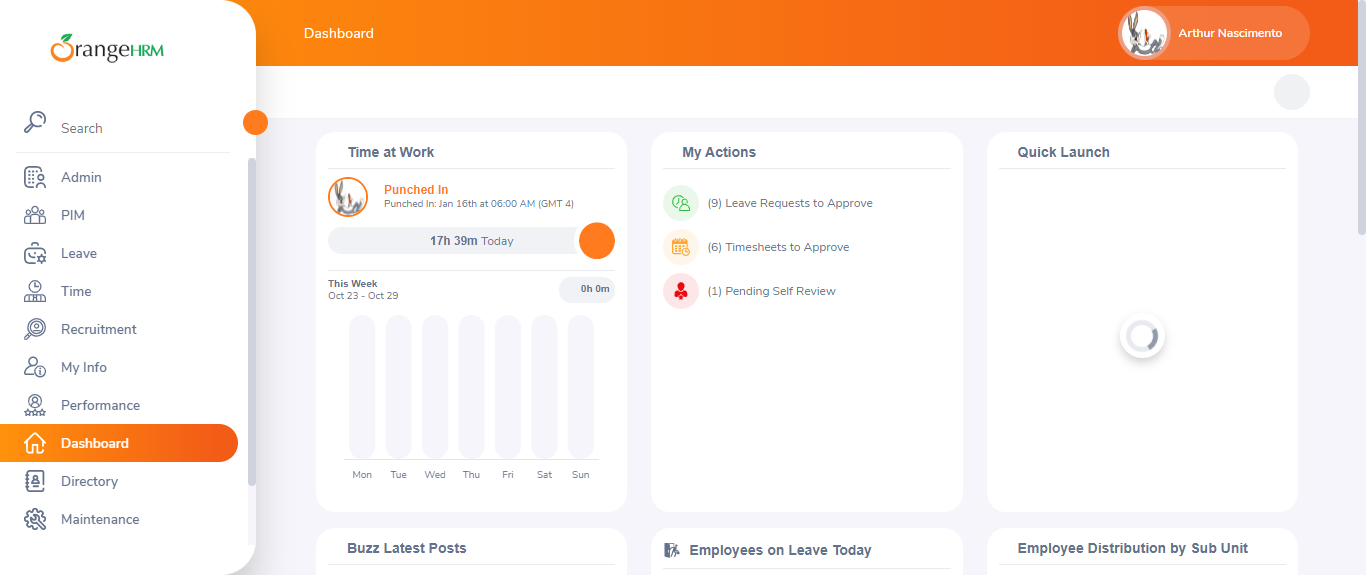 OrangeHRM
Dashboard
Arthur Nascimento
Search
Admin
PIM
Leave
Time
Recruitment
My Info
Performance
Dashboard
Directory
Maintenance
Time at Work
Punched In
Punched In: Jan 16th at 06:00 AM (GMT 4)
17h 39m Today
This Week
Oct 23 - Oct 29
0h 0m
Mon Tue Wed Thu Fri Sat Sun
My Actions
(9) Leave Requests to Approve
(6) Timesheets to Approve
(1) Pending Self Review
Quick Launch
Buzz Latest Posts
Employees on Leave Today
Employee Distribution by Sub Unit